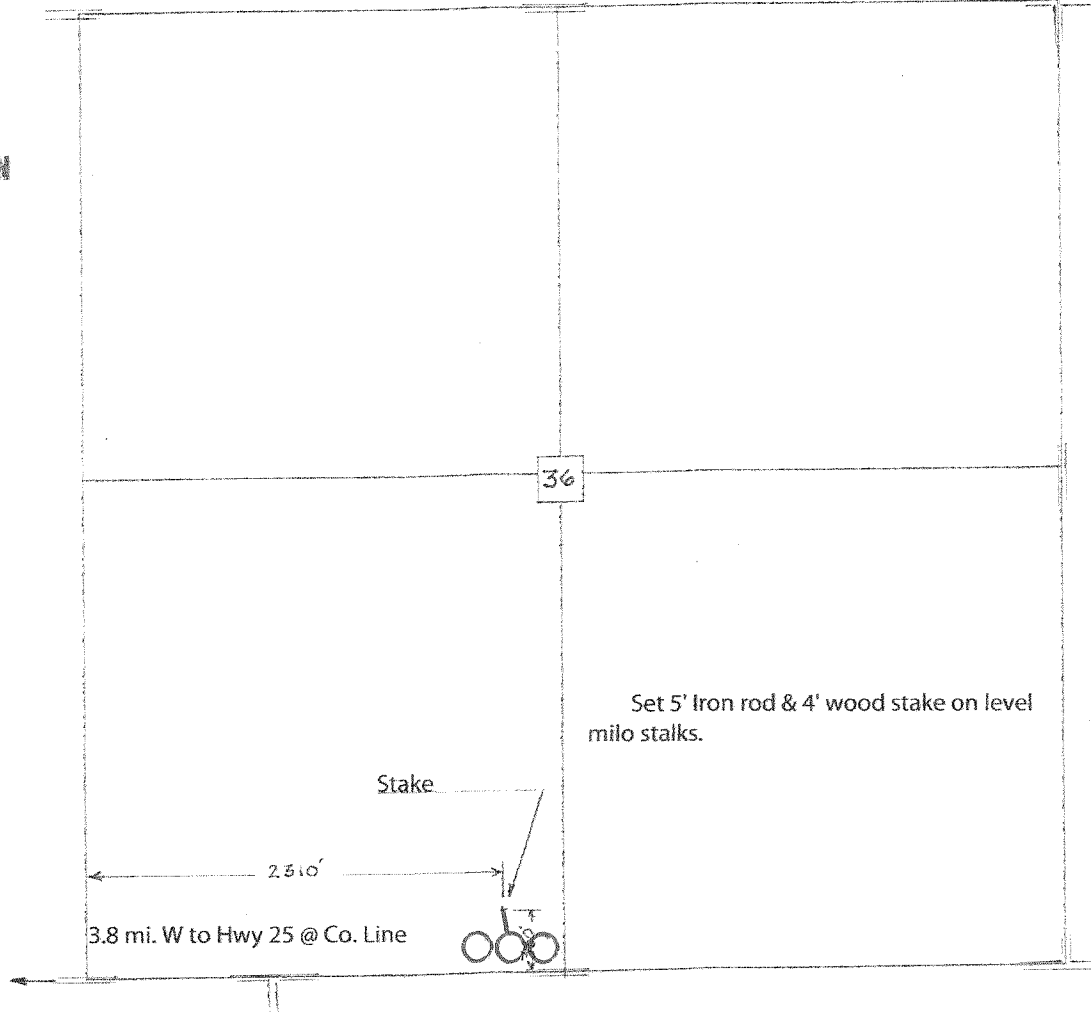 36
Set 5' Iron rod & 4' wood stake on level
milo stalks.
Stake
2310'
3.8 mi. W to Hwy 25 @ Co. Line